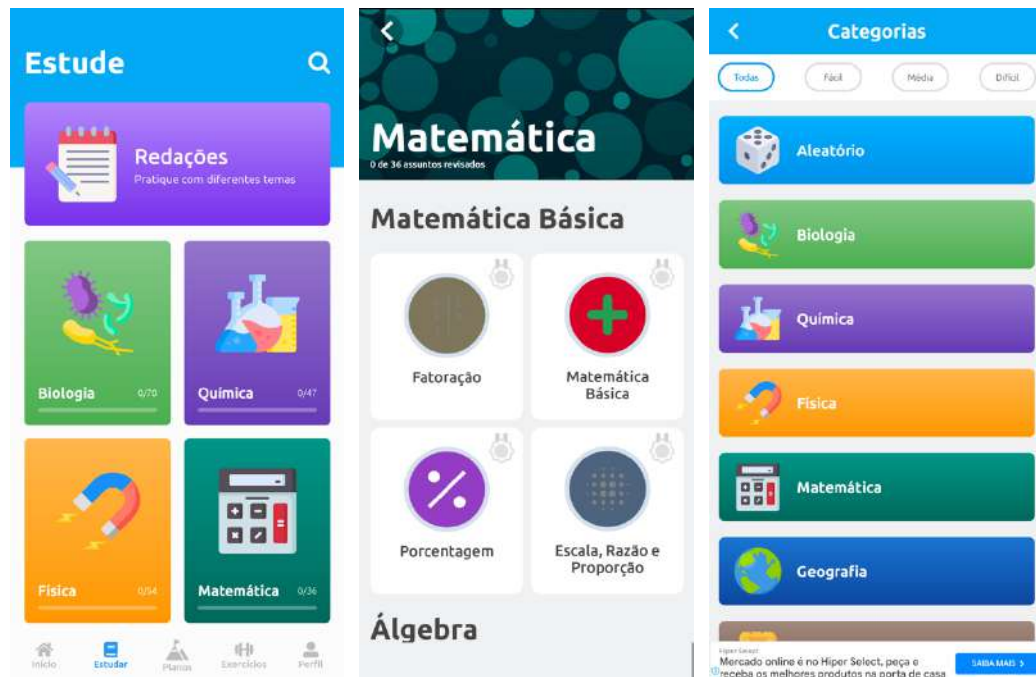 Estude
Redações
Pratique com diferentes temas
Biologia 0/70
Química 0/47
Física 0/54
Matemática 0/36
Início
Estudar
Planos
Exercícios
Perfil
Matemática
0 de 36 assuntos revisados
Matemática Básica
Fatoração
Matemática
Básica
Porcentagem
Escala, Razão e
Proporção
Álgebra
Categorias
Todas
Fácil
Média
Difícil
Aleatório
Biologia
Química
Física
Matemática
Geografia
Hiper Select
Mercado online é no Hiper Select, peça e
receba os melhores produtos na porta de casa
SAIBA MAIS